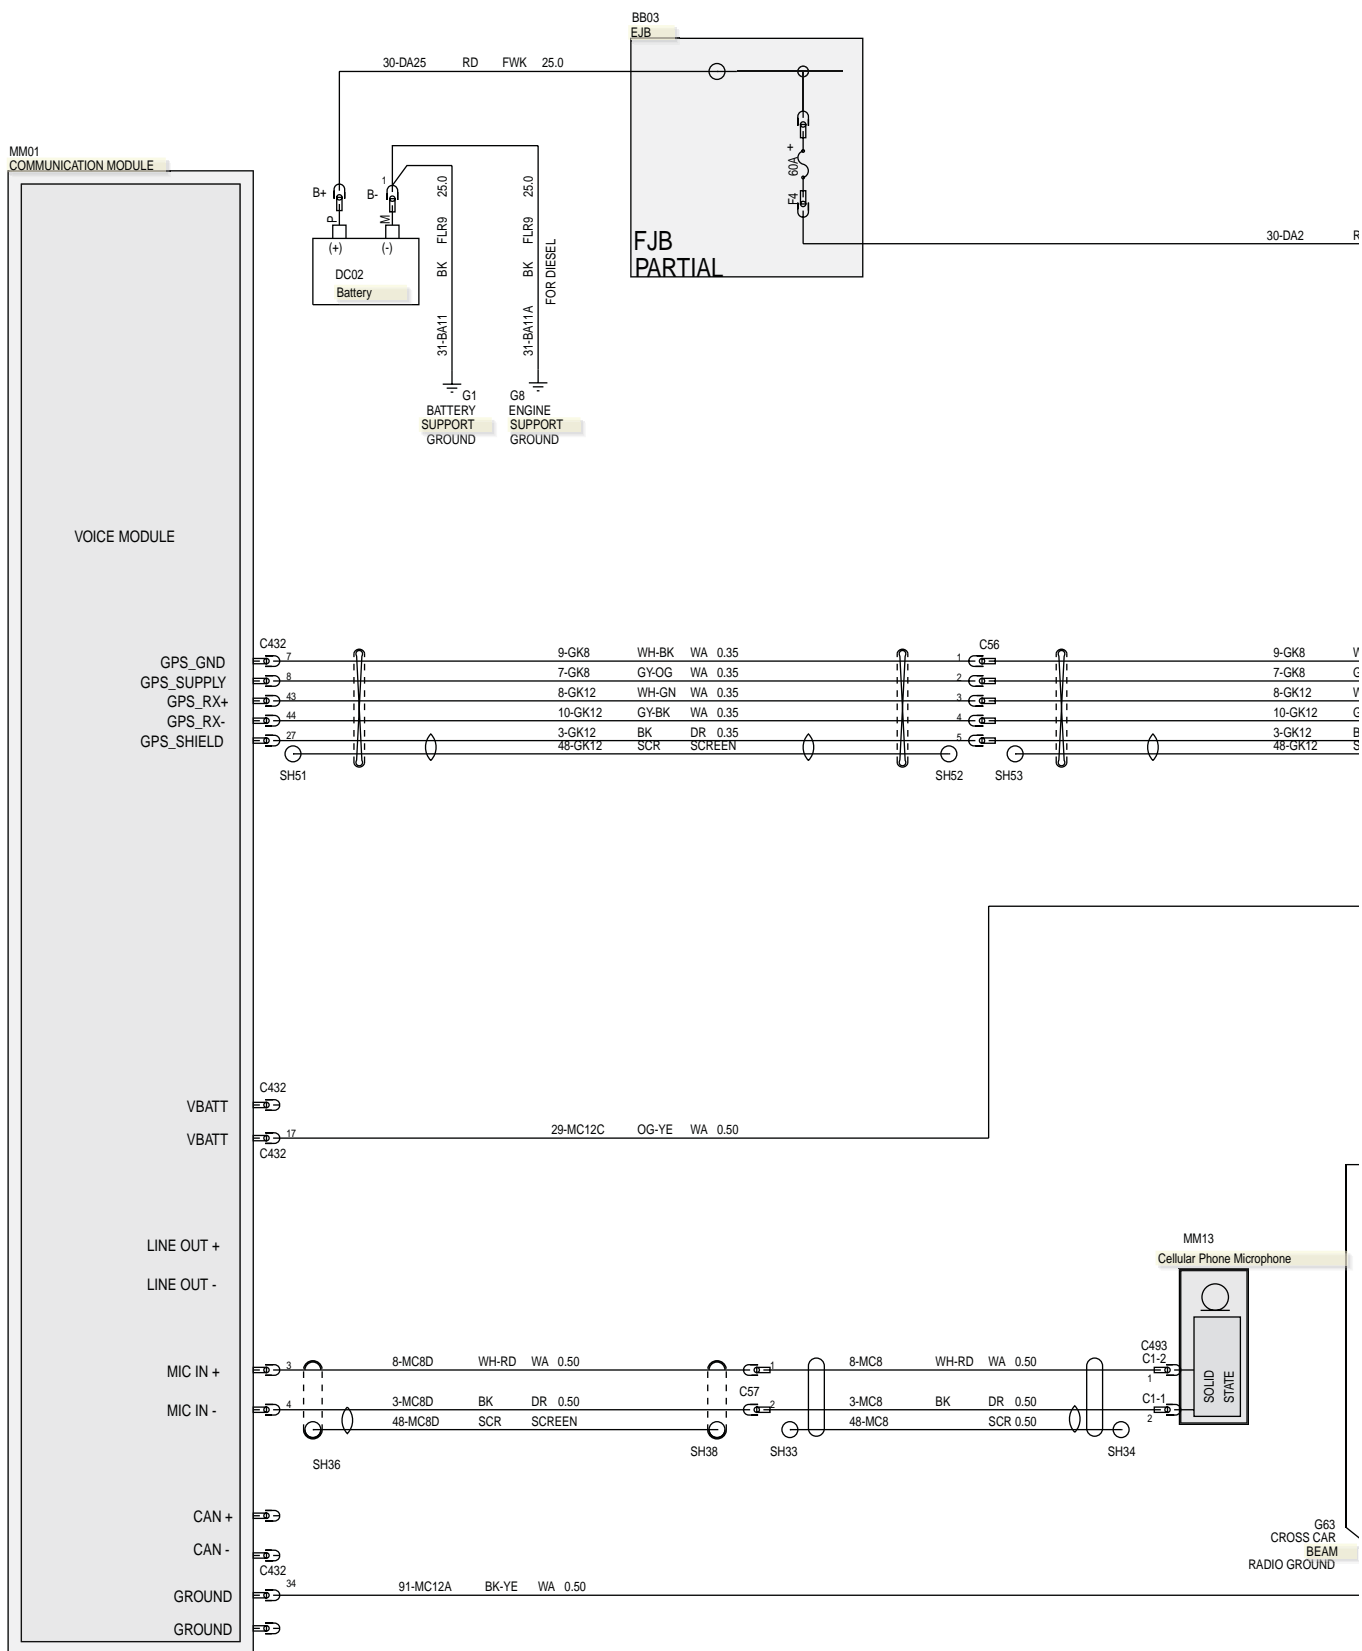 BB03
EJB
30-DA25 RD FWK 25.0
MM01
COMMUNICATION MODULE
B+
B-
1
P
M
(+)
(-)
DC02
Battery
31-BA11 BK FLR9 25.0
31-BA11A BK FLR9 25.0
FOR DIESEL
+
60A
F4
FJB
PARTIAL
30-DA2
G1
BATTERY
SUPPORT
GROUND
G8
ENGINE
SUPPORT
GROUND
VOICE MODULE
C432
C56
GPS_GND 7 9-GK8 WH-BK WA 0.35 1 9-GK8
GPS_SUPPLY 8 7-GK8 GY-OG WA 0.35 2 7-GK8
GPS_RX+ 43 8-GK12 WH-GN WA 0.35 3 8-GK12
GPS_RX- 44 10-GK12 GY-BK WA 0.35 4 10-GK12
GPS_SHIELD 27 3-GK12 BK DR 0.35 5 3-GK12
48-GK12 SCR SCREEN 48-GK12
SH51
SH52
SH53
C432
VBATT
VBATT 17 29-MC12C OG-YE WA 0.50
C432
LINE OUT +
LINE OUT -
MM13
Cellular Phone Microphone
SOLID
STATE
C493
C1-2
1
MIC IN + 3 8-MC8D WH-RD WA 0.50 1 8-MC8 WH-RD WA 0.50
C57
MIC IN - 4 3-MC8D BK DR 0.50 2 3-MC8 BK DR 0.50
C1-1
2
48-MC8D SCR SCREEN 48-MC8 SCR 0.50
SH36
SH38
SH33
SH34
CAN +
CAN -
C432
G63
CROSS CAR
BEAM
RADIO GROUND
GROUND 34 91-MC12A BK-YE WA 0.50
GROUND